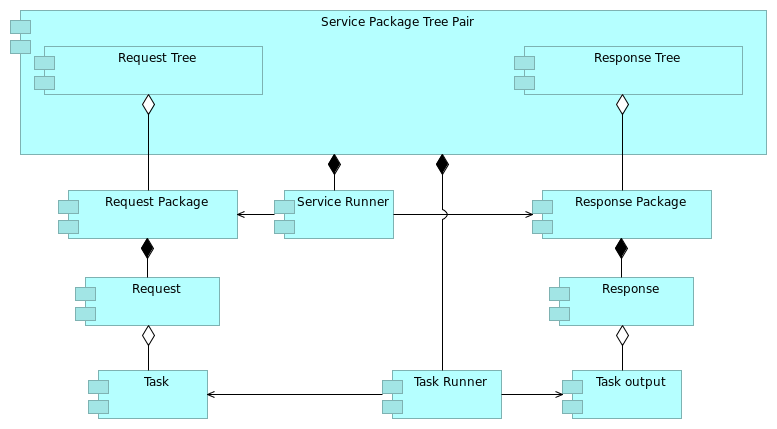 Service Package Tree Pair
Request Tree
Response Tree
Request Package
Service Runner
Response Package
Request
Response
Task
Task Runner
Task output